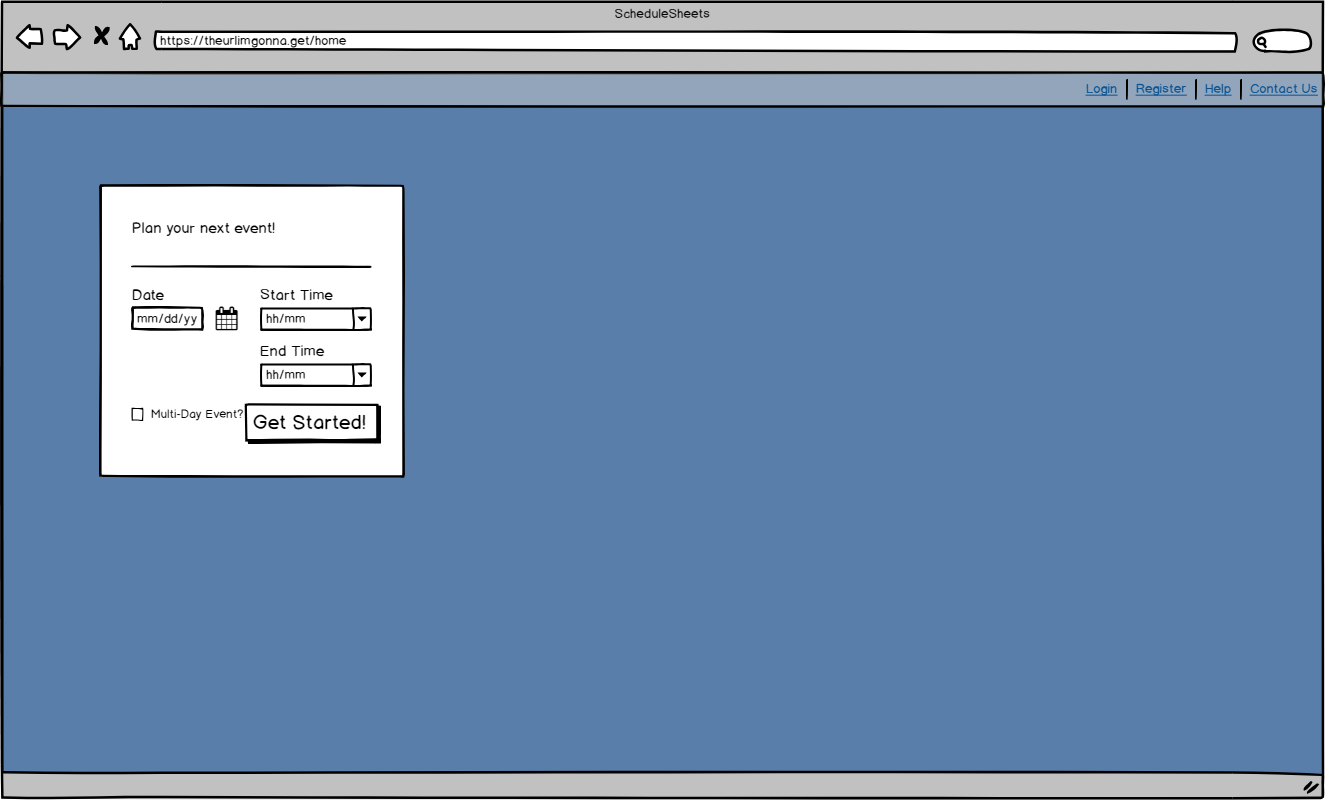 ScheduleSheets
https://theurlimgonna.get/home
Login Register Help Contact Us
Plan your next event!
Date Start Time
mm/dd/yy hh/mm
End Time
hh/mm
Multi-Day Event? Get Started!